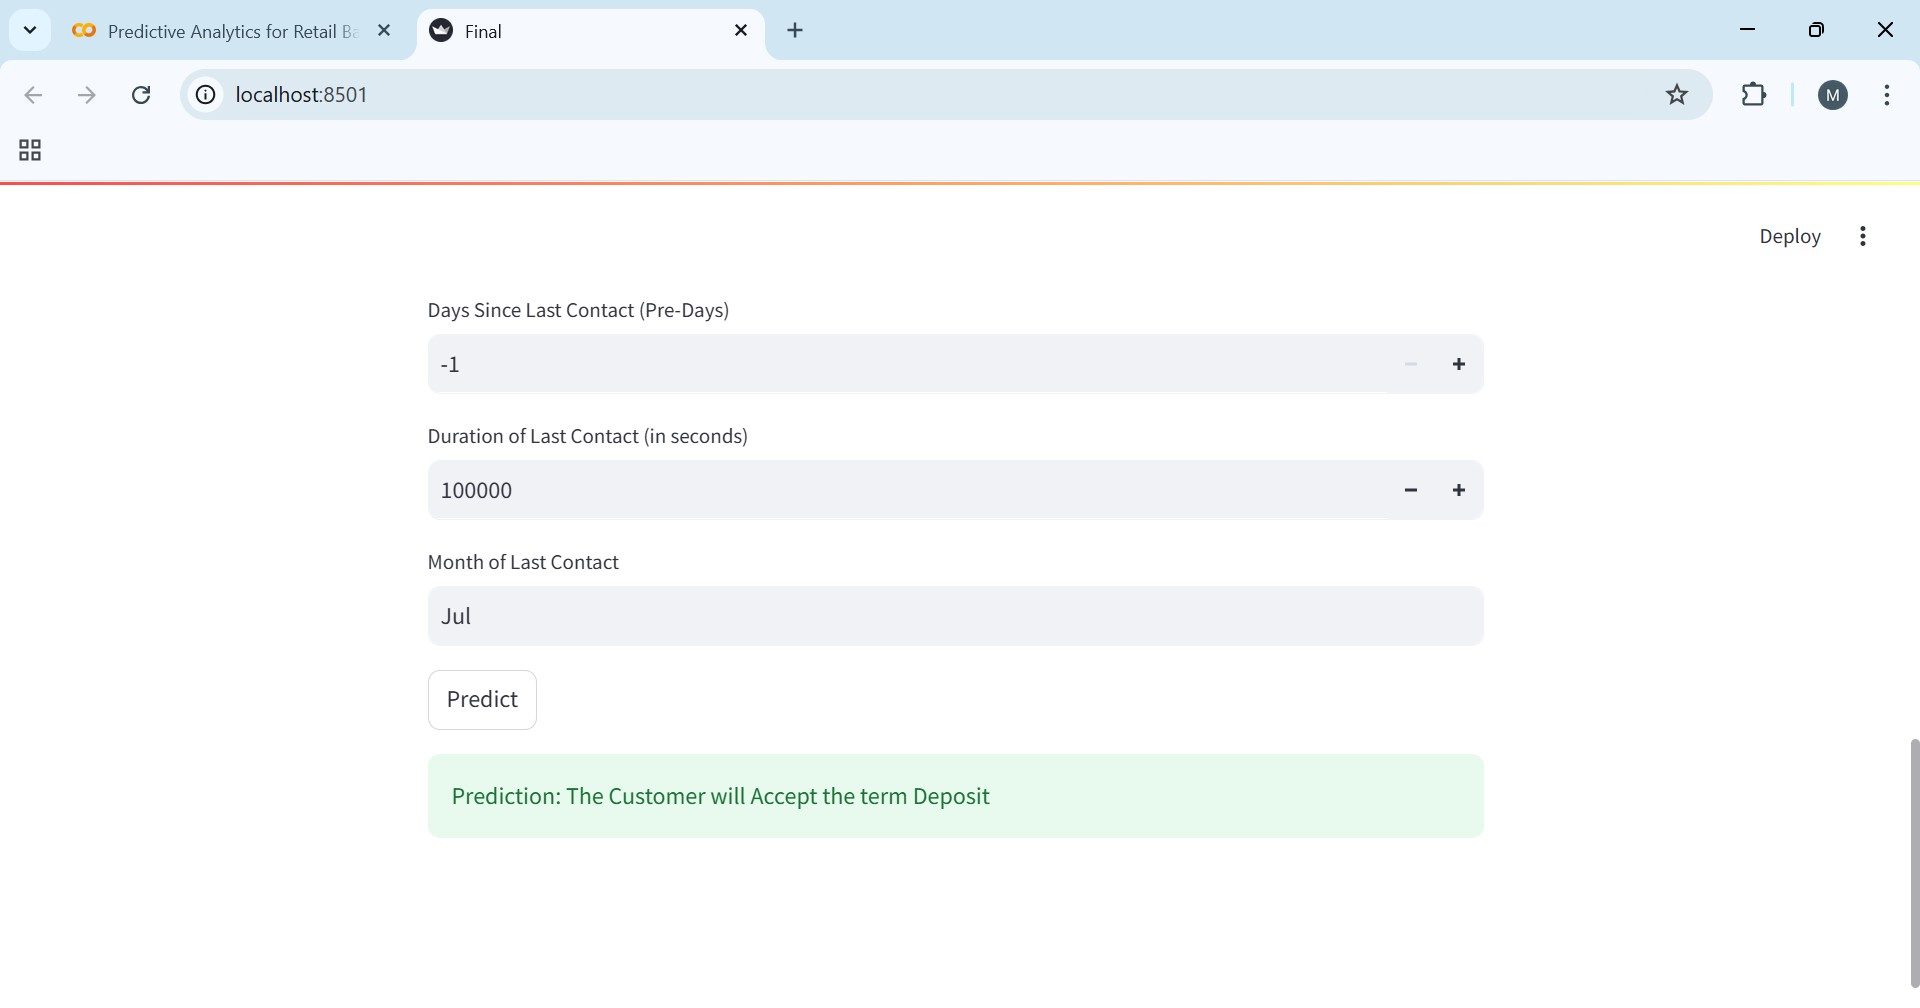 Predictive Analytics for Retail Ba
Final
localhost:8501
M
Deploy
Days Since Last Contact (Pre-Days)
-1
Duration of Last Contact (in seconds)
100000
Month of Last Contact
Jul
Predict
Prediction: The Customer will Accept the term Deposit